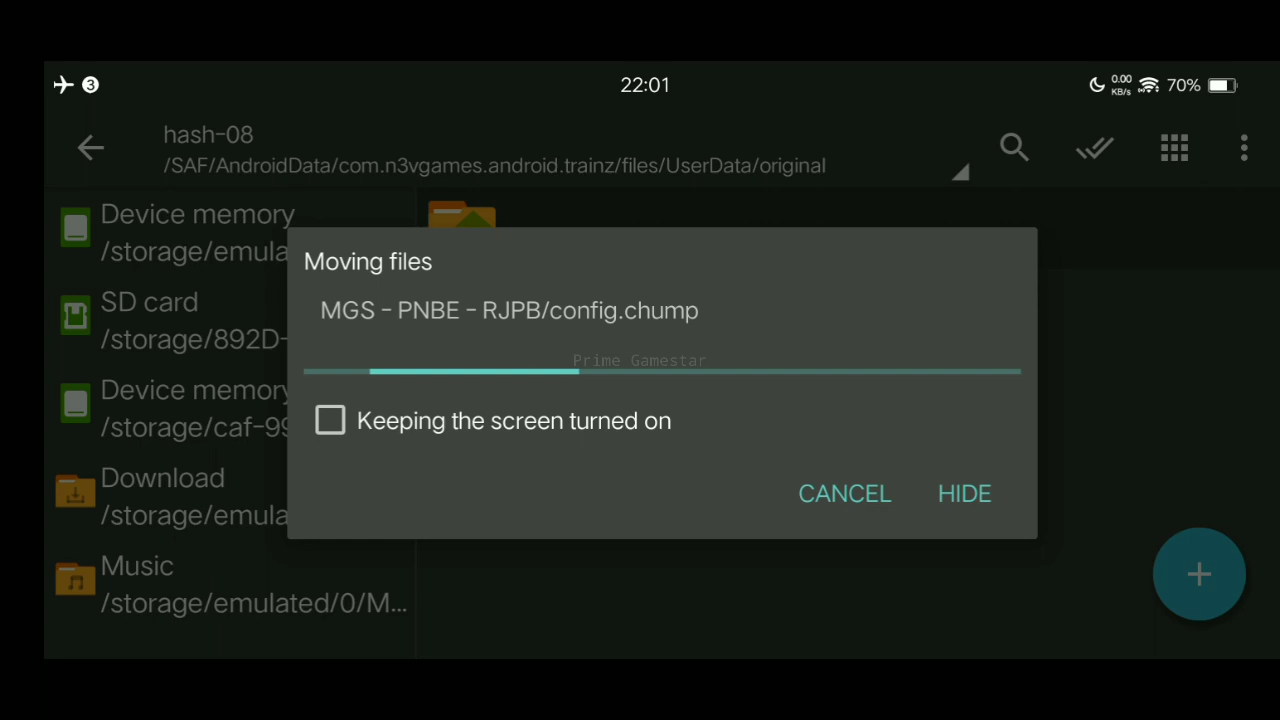 3
22:01
0.00
KB/s
70%
hash-08
/SAF/AndroidData/com.n3vgames.android.trainz/files/UserData/original
Device memory
/storage/emula
SD card
/storage/892D-
Device memory
/storage/caf-99
Download
/storage/emula
Music
/storage/emulated/0/M...
Moving files
MGS - PNBE - RJPB/config.chump
Prime Gamestar
Keeping the screen turned on
CANCEL
HIDE